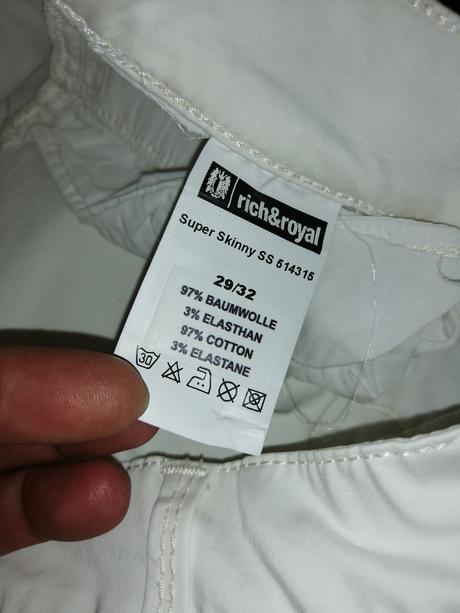 rich&royal
Super Skinny SS 514315
29/32
97% BAUMWOLLE
3% ELASTHAN
97% COTTON
3% ELASTANE
30